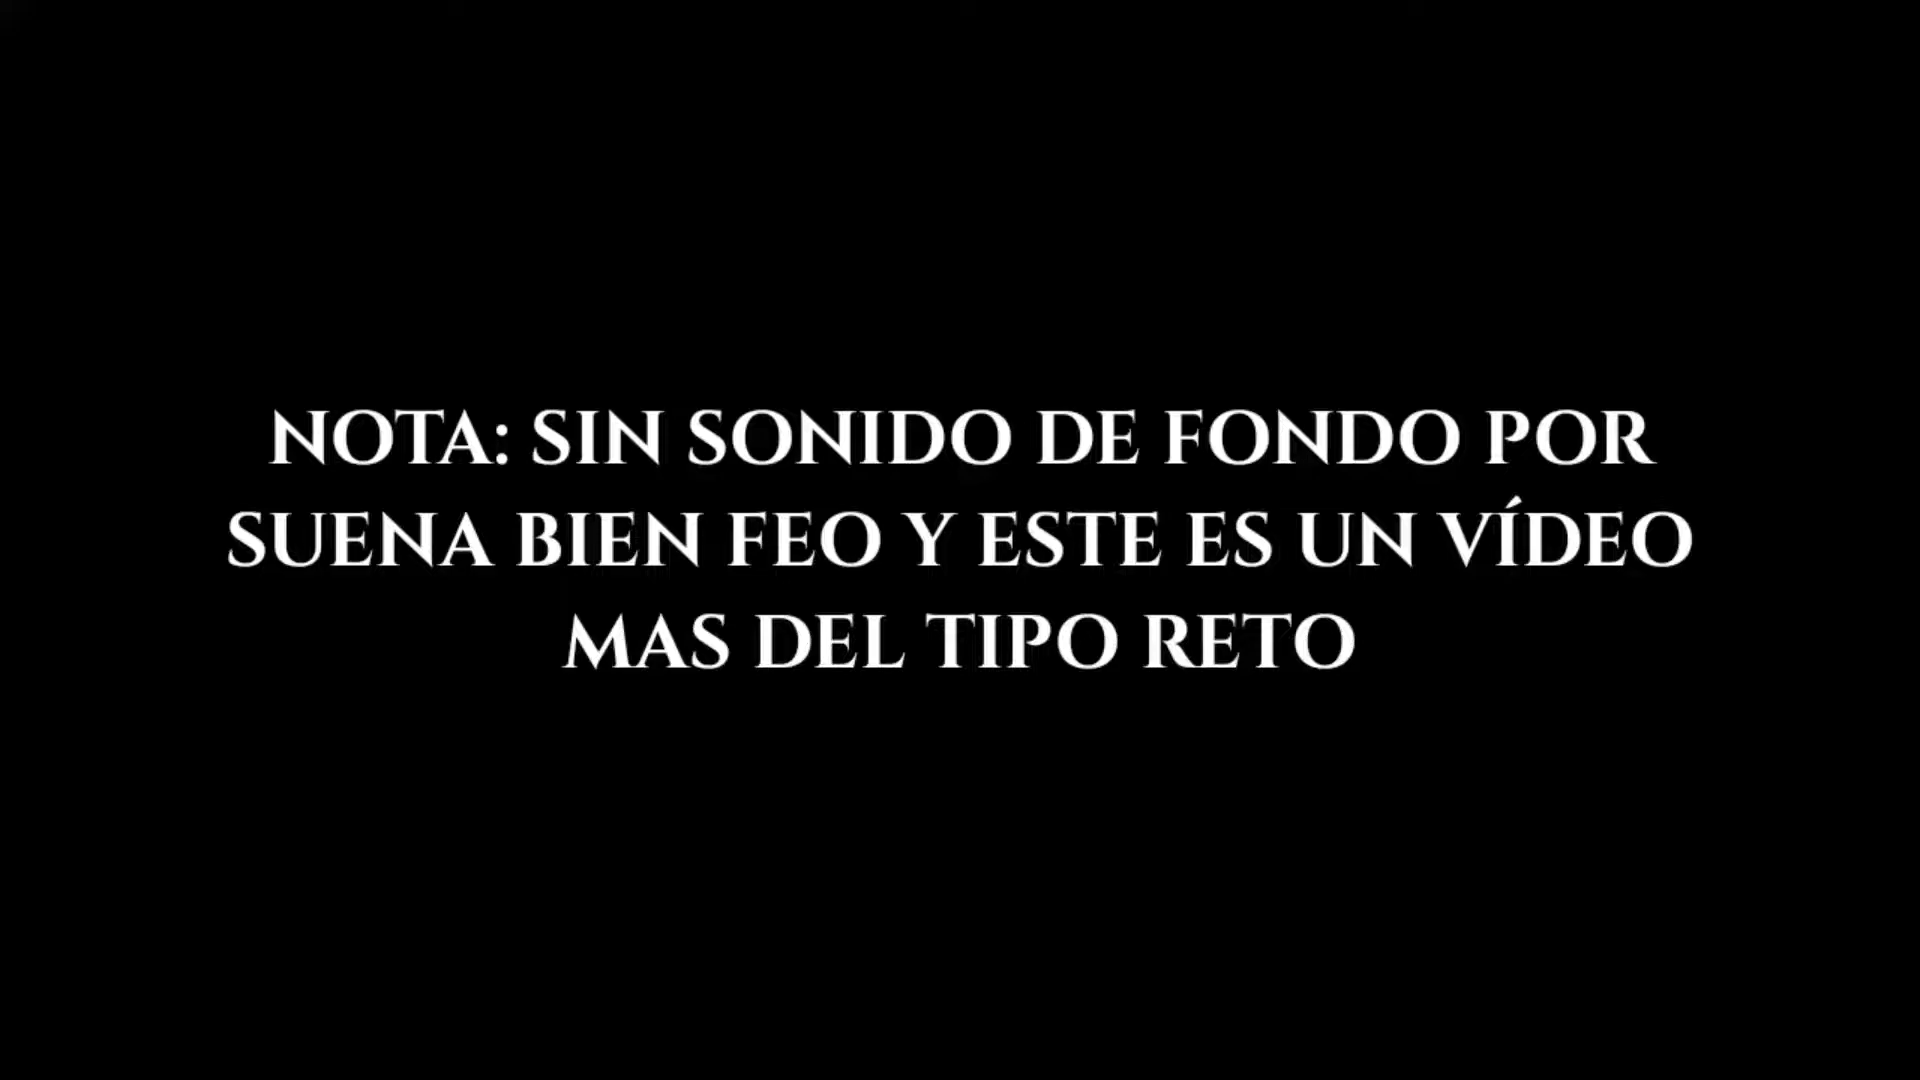 NOTA: SIN SONIDO DE FONDO POR
SUENA BIEN FEO Y ESTE ES UN VÍDEO
MAS DEL TIPO RETO